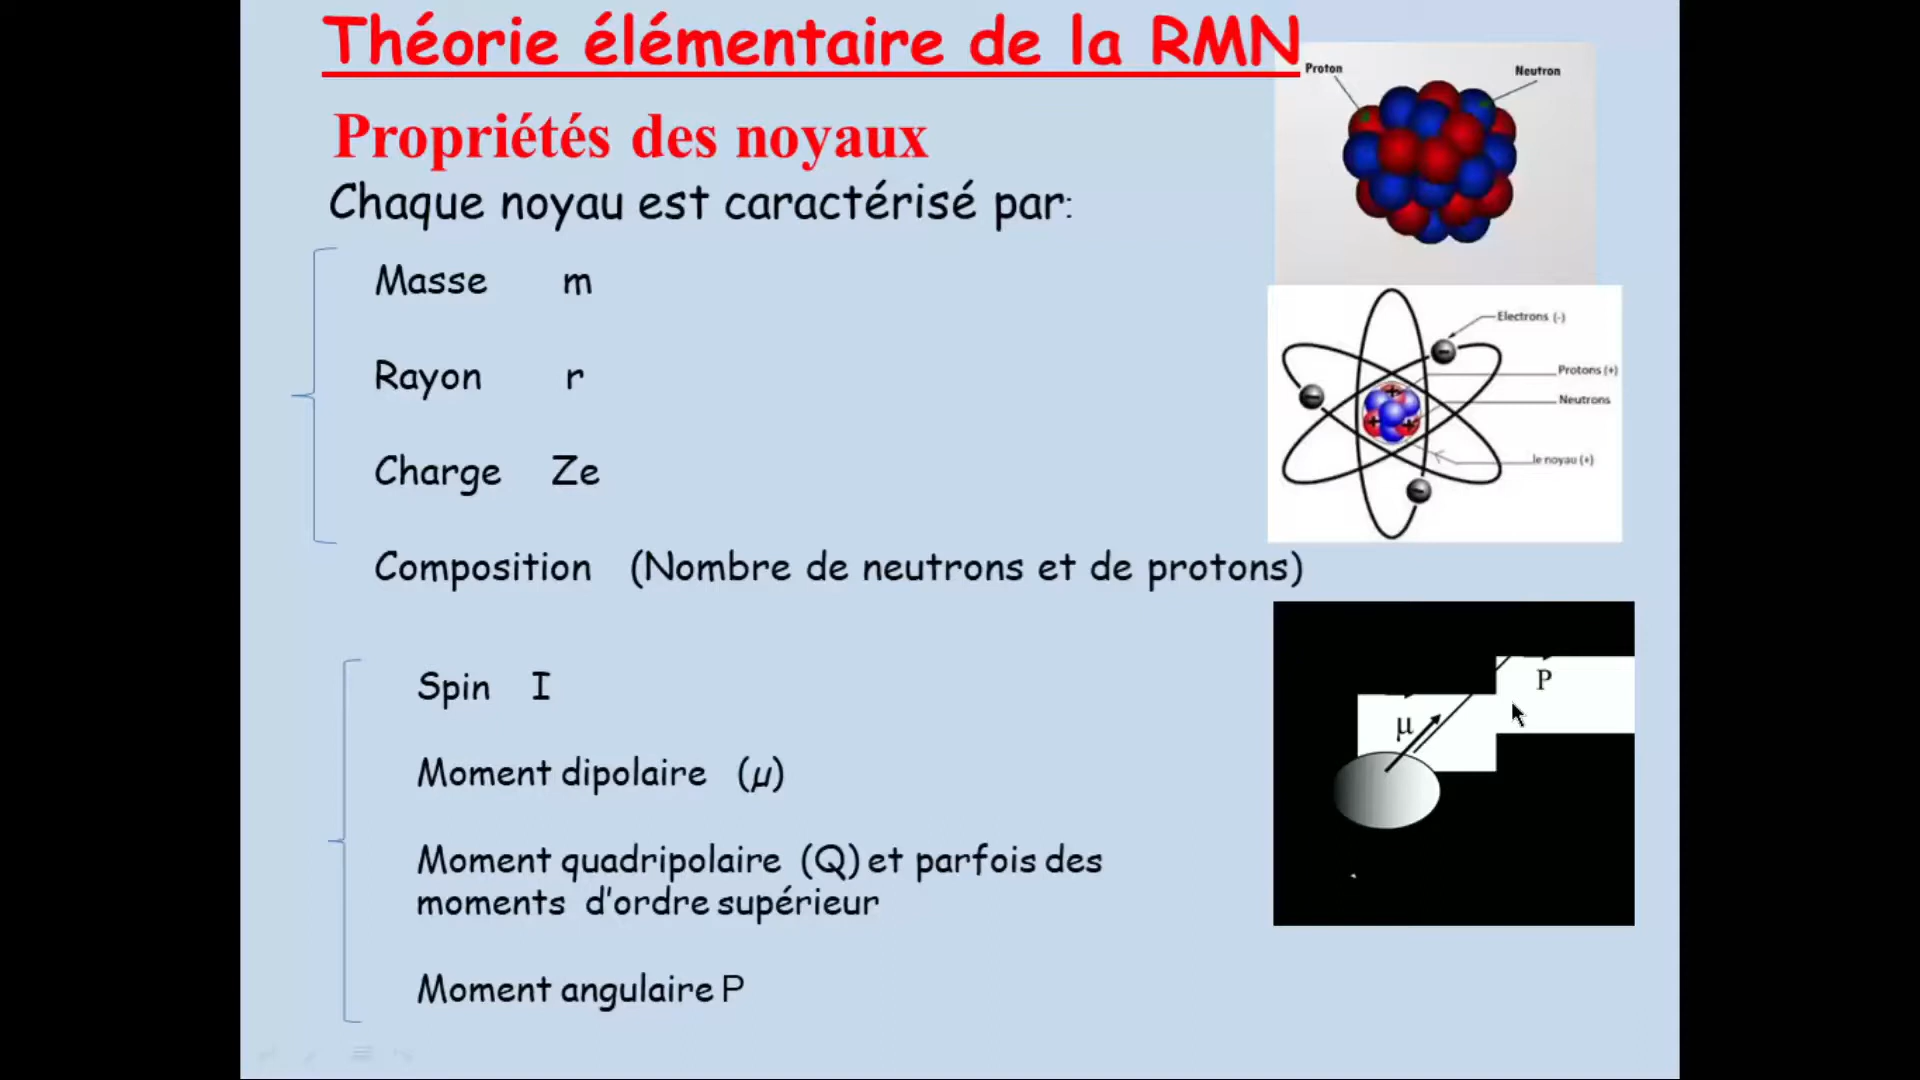 Théorie élémentaire de la RMN
Proton
Neutron
Propriétés des noyaux
Chaque noyau est caractérisé par:
Masse m
Rayon r
Charge Ze
Composition (Nombre de neutrons et de protons)
Electrons (-)
Protons (+)
Neutrons
le noyau (+)
Spin I
Moment dipolaire (µ)
Moment quadripolaire (Q) et parfois des
moments d'ordre supérieur
Moment angulaire P
P
µ